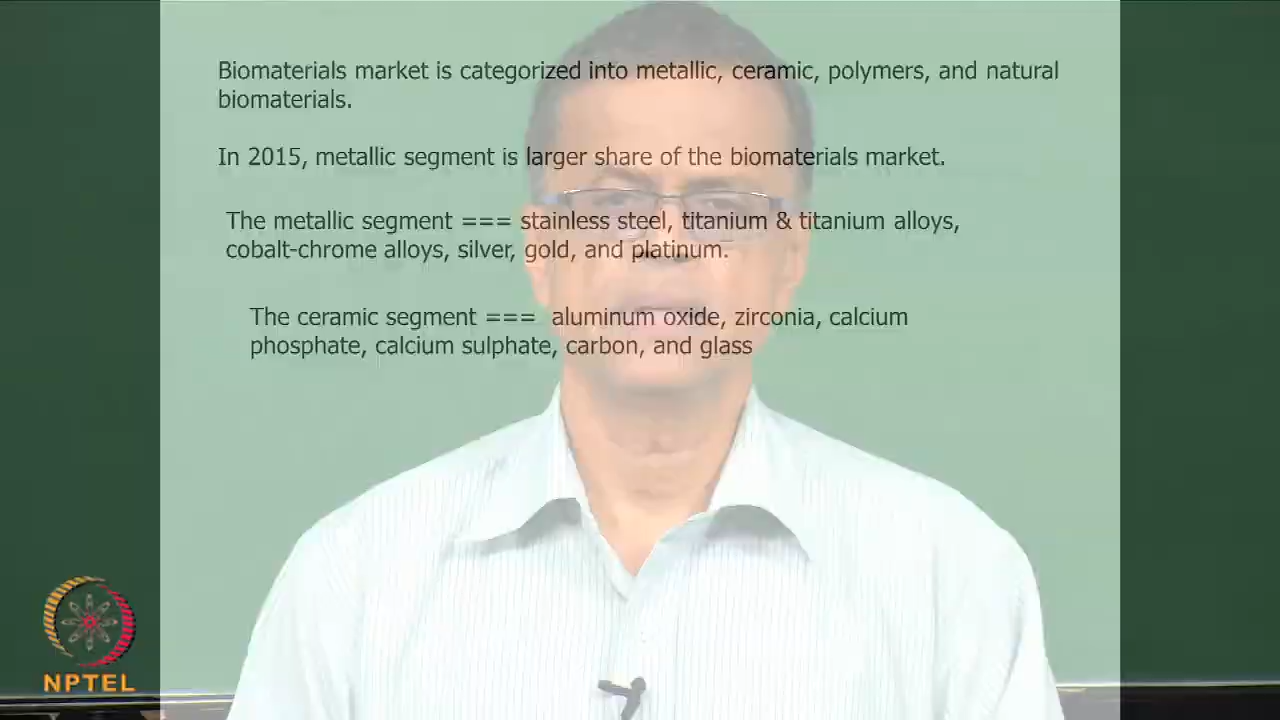 Biomaterials market is categorized into metallic, ceramic, polymers, and natural
biomaterials.
In 2015, metallic segment is larger share of the biomaterials market.
The metallic segment === stainless steel, titanium & titanium alloys,
cobalt-chrome alloys, silver, gold, and platinum.
The ceramic segment === aluminum oxide, zirconia, calcium
phosphate, calcium sulphate, carbon, and glass
NPTEL